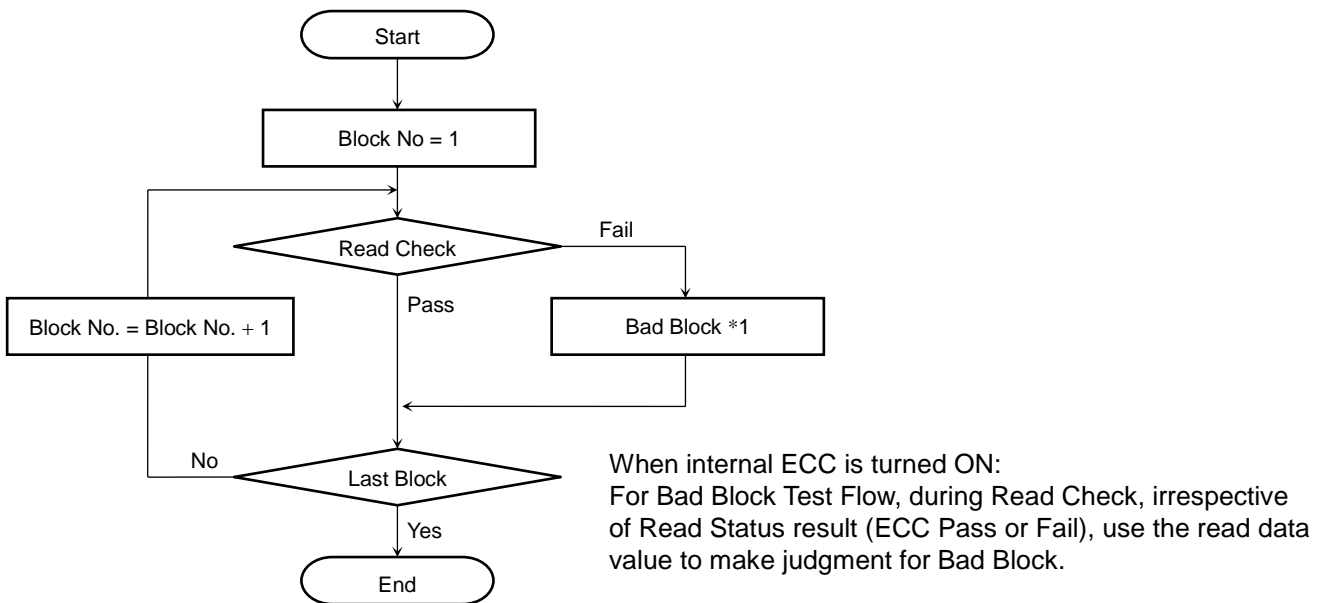 Start
Block No = 1
Read Check
Fail
Pass
Block No. = Block No. + 1
Bad Block *1
No
Last Block
Yes
End
When internal ECC is turned ON:
For Bad Block Test Flow, during Read Check, irrespective
of Read Status result (ECC Pass or Fail), use the read data
value to make judgment for Bad Block.